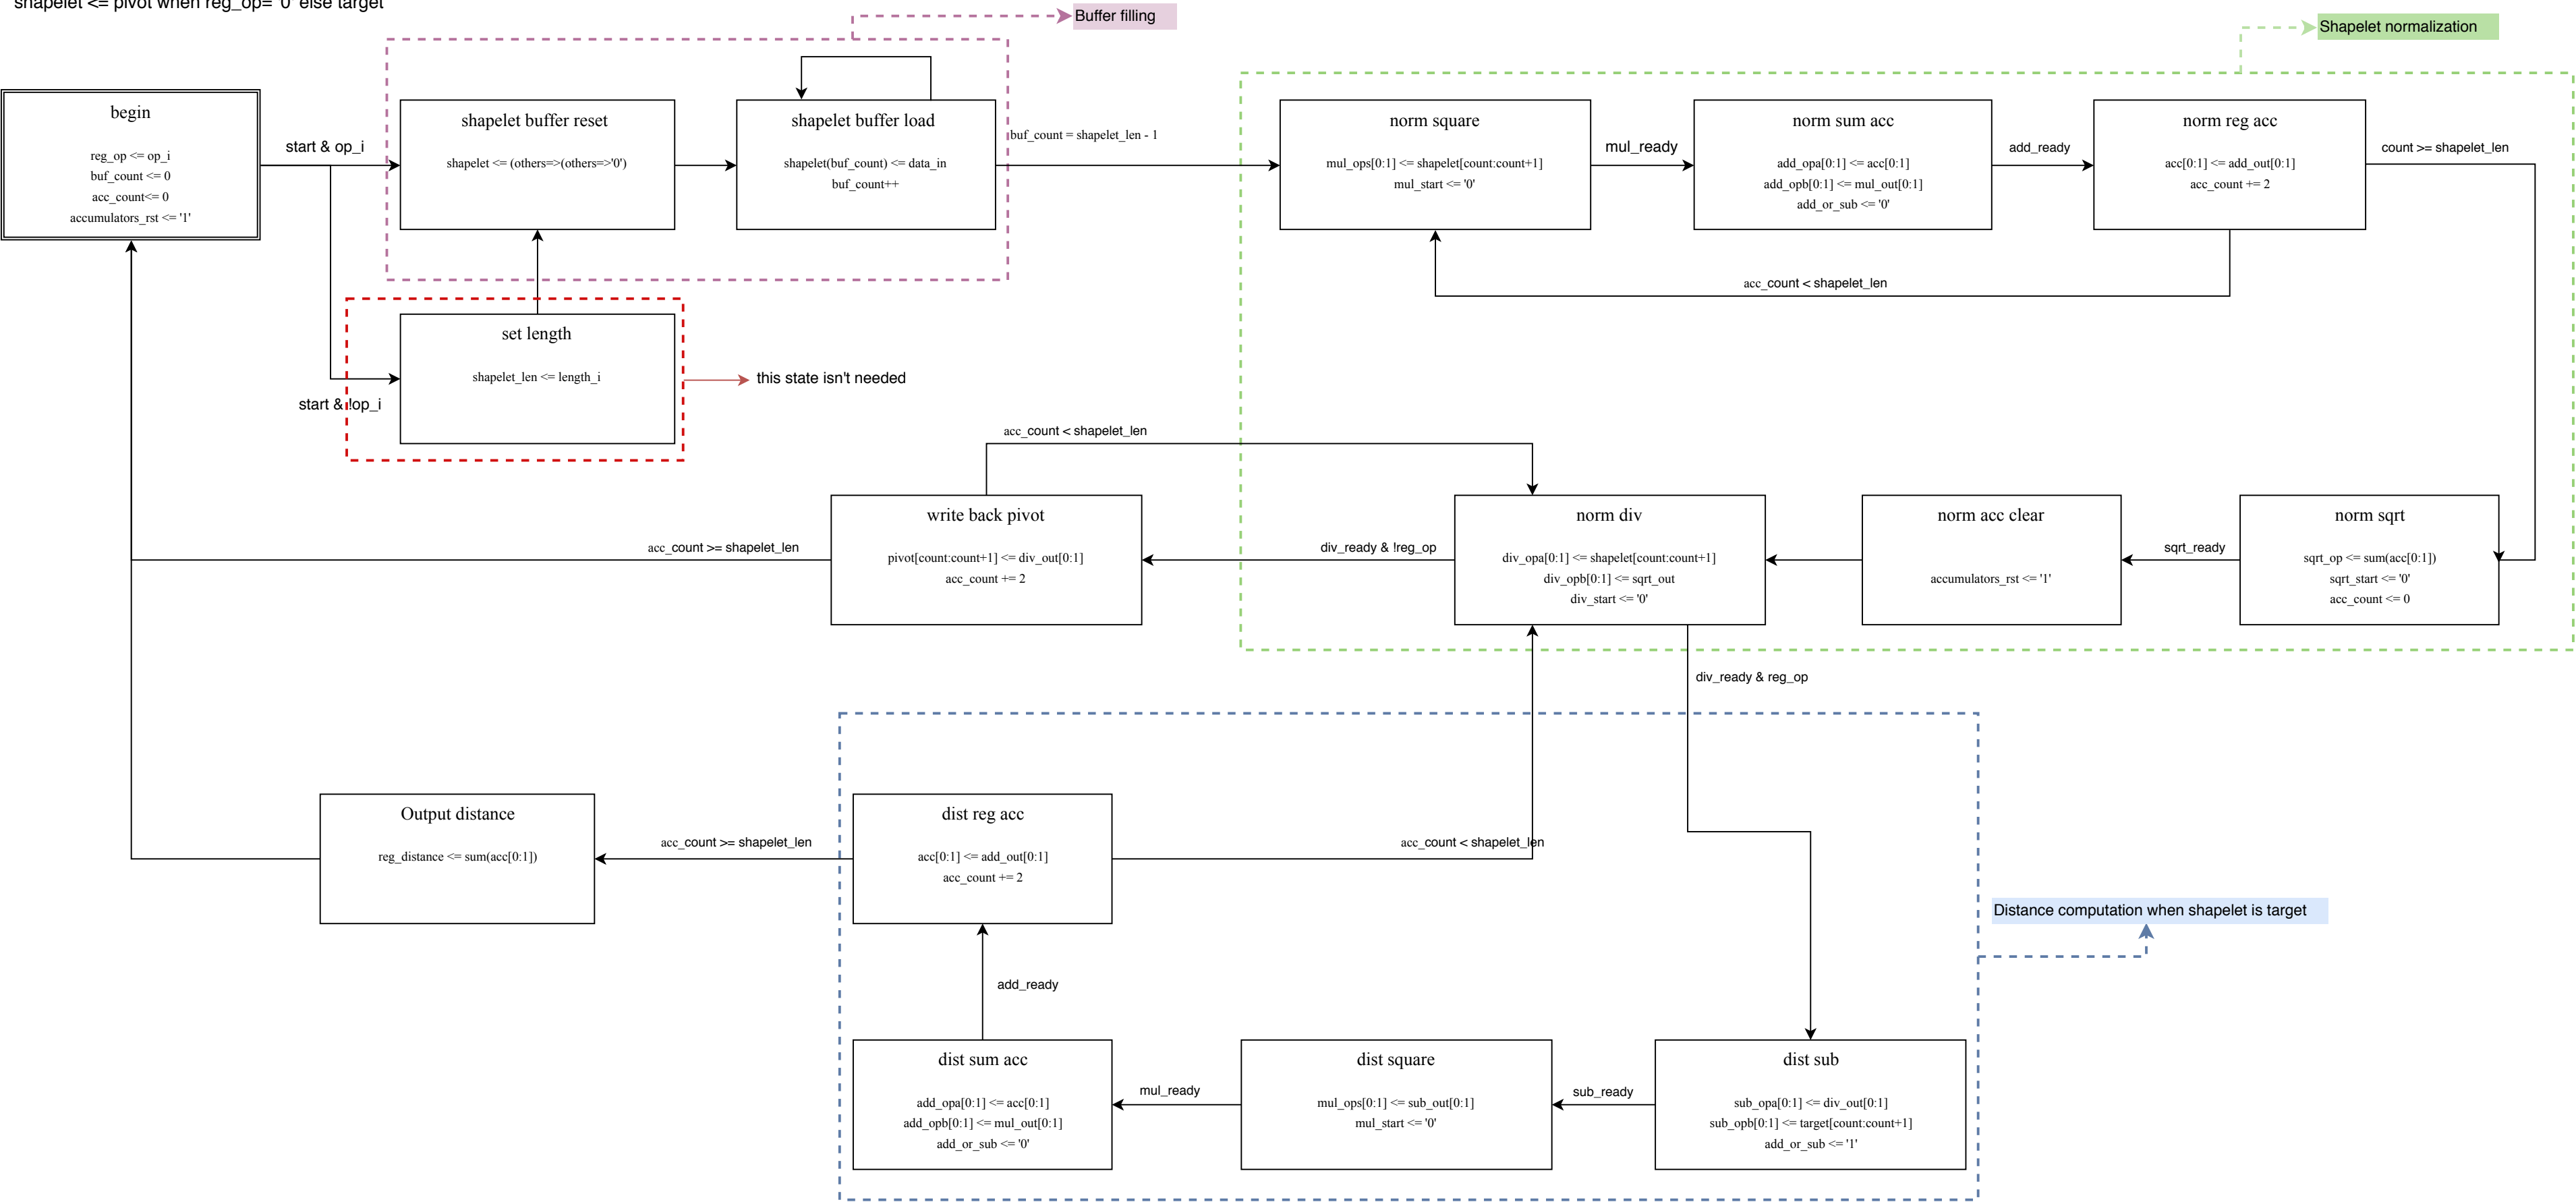 shapelet <= pivot when reg_op= '0' else target
Buffer filling
Shapelet normalization
begin
reg_op <= op_i
buf_count <= 0
acc_count<= 0
accumulators_rst <= '1'
start & op_i
shapelet buffer reset
shapelet <= (others=>(others=>'0')
shapelet buffer load
shapelet(buf_count) <= data_in
buf_count++
buf_count = shapelet_len - 1
norm square
mul_ops[0:1] <= shapelet[count:count+1]
mul_start <= '0'
mul_ready
norm sum acc
add_opa[0:1] <= acc[0:1]
add_opb[0:1] <= mul_out[0:1]
add_or_sub <= '0'
add_ready
norm reg acc
acc[0:1] <= add_out[0:1]
acc_count += 2
count >= shapelet_len
acc_count < shapelet_len
set length
shapelet_len <= length_i
start & !op_i
this state isn't needed
acc_count < shapelet_len
acc_count >= shapelet_len
write back pivot
pivot[count:count+1] <= div_out[0:1]
acc_count += 2
div_ready & !reg_op
norm div
div_opa[0:1] <= shapelet[count:count+1]
div_opb[0:1] <= sqrt_out
div_start <= '0'
norm acc clear
accumulators_rst <= '1'
sqrt_ready
norm sqrt
sqrt_op <= sum(acc[0:1])
sqrt_start <= '0'
acc_count <= 0
div_ready & reg_op
Output distance
reg_distance <= sum(acc[0:1])
acc_count >= shapelet_len
dist reg acc
acc[0:1] <= add_out[0:1]
acc_count += 2
acc_count < shapelet_len
Distance computation when shapelet is target
add_ready
dist sum acc
add_opa[0:1] <= acc[0:1]
add_opb[0:1] <= mul_out[0:1]
add_or_sub <= '0'
mul_ready
dist square
mul_ops[0:1] <= sub_out[0:1]
mul_start <= '0'
sub_ready
dist sub
sub_opa[0:1] <= div_out[0:1]
sub_opb[0:1] <= target[count:count+1]
add_or_sub <= '1'